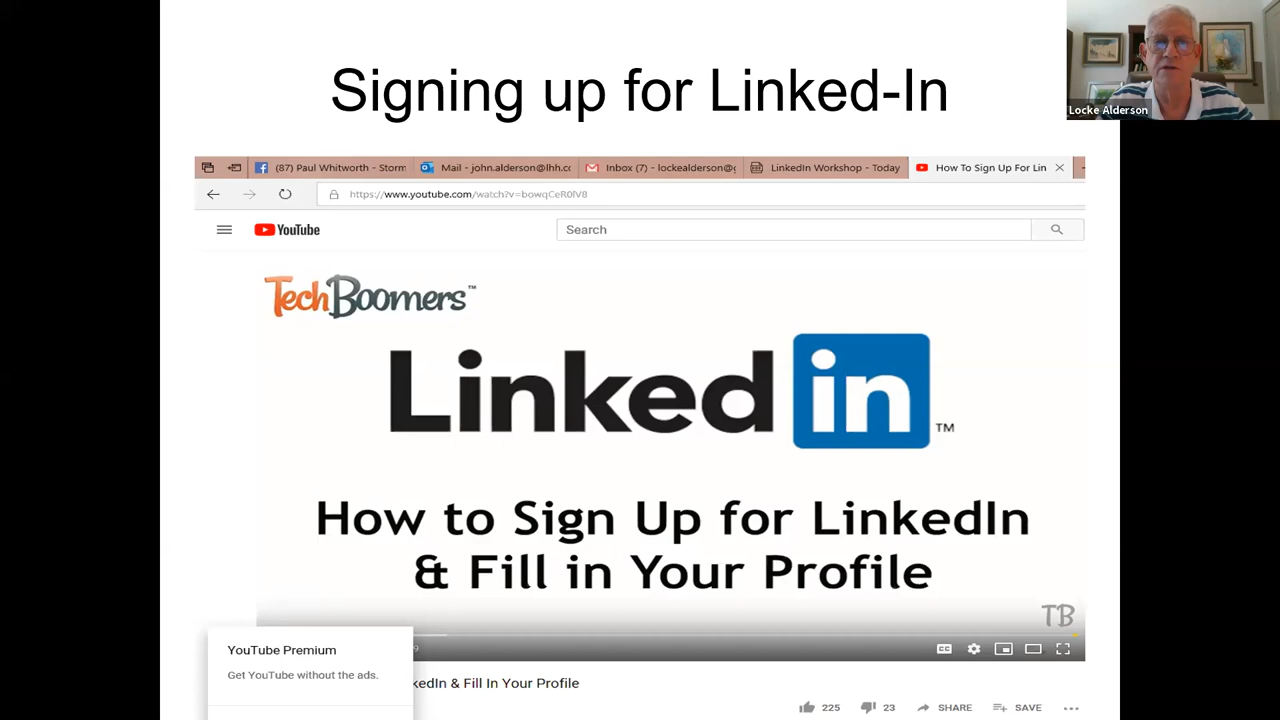 Signing up for Linked-In
Locke Alderson
(87) Paul Whitworth - Storm
Mail - john.alderson@lhh.cc
Inbox (7) - lockealderson@g
LinkedIn Workshop - Today
How To Sign Up For Lin
https://www.youtube.com/watch?v=bowqCeR0lV8
YouTube
Search
TechBoomers™
Linked in ™
How to Sign Up for LinkedIn
& Fill in Your Profile
TB
YouTube Premium
9
CC
Get YouTube without the ads.
kedIn & Fill In Your Profile
225
23
SHARE
SAVE